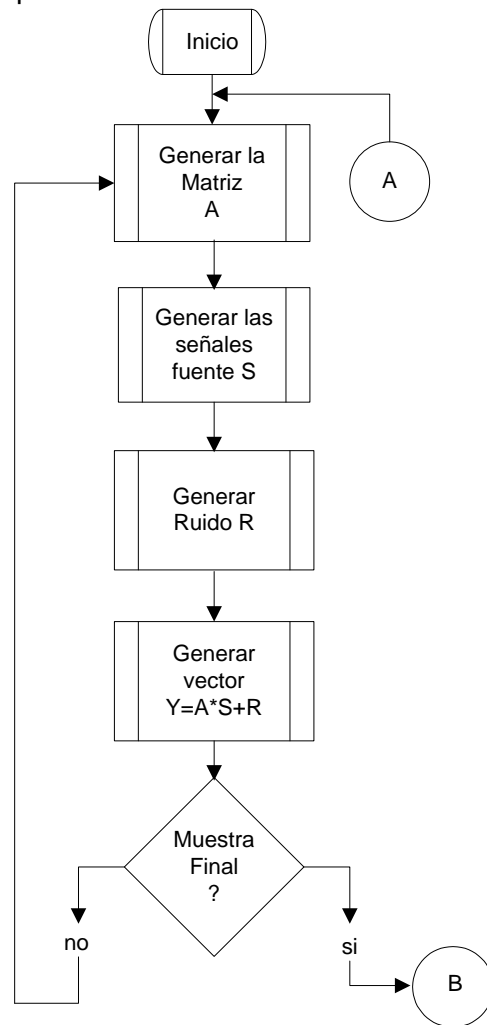 Inicio
Generar la
Matriz
A
A
Generar las
señales
fuente S
Generar
Ruido R
Generar
vector
Y=A*S+R
Muestra
Final
?
no
si
B